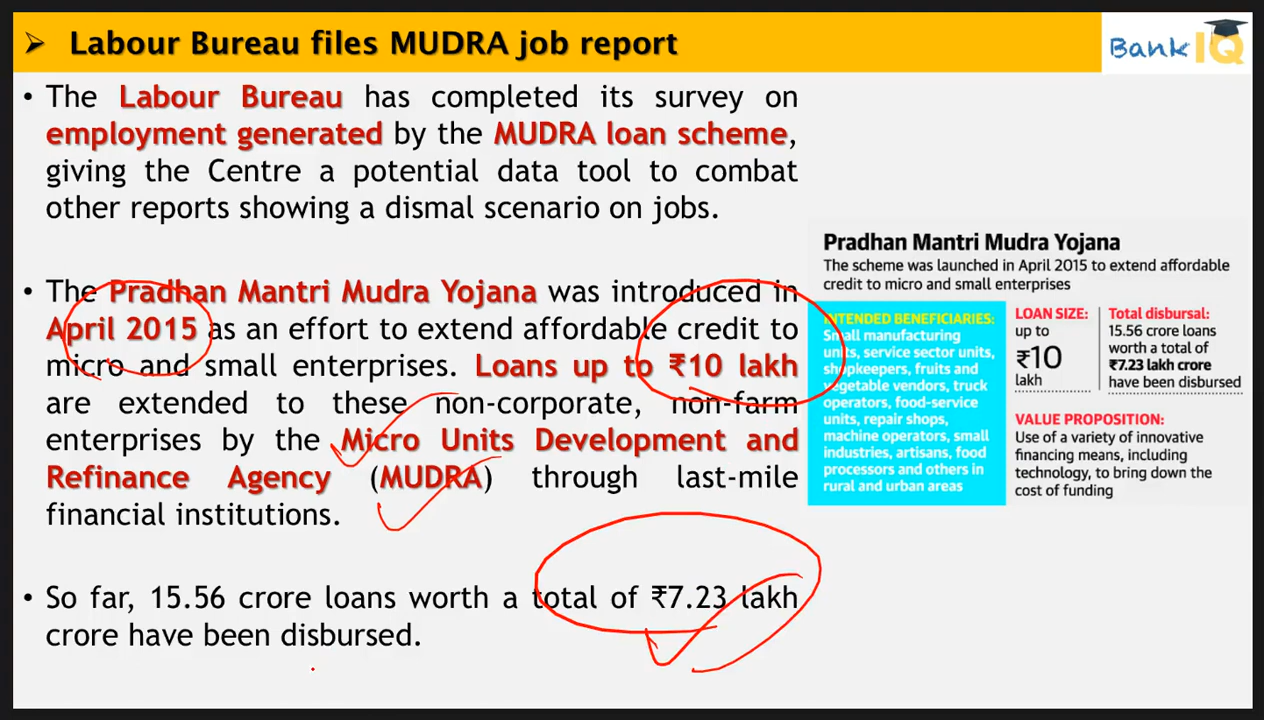 ➢ Labour Bureau files MUDRA job report
Bank IQ
• The Labour Bureau has completed its survey on
employment generated by the MUDRA loan scheme,
giving the Centre a potential data tool to combat
other reports showing a dismal scenario on jobs.
• The Pradhan Mantri Mudra Yojana was introduced in
April 2015 as an effort to extend affordable credit to
micro and small enterprises. Loans up to ₹10 lakh
are extended to these non-corporate, non-farm
enterprises by the Micro Units Development and
Refinance Agency (MUDRA) through last-mile
financial institutions.
• So far, 15.56 crore loans worth a total of ₹7.23 lakh
crore have been disbursed.
Pradhan Mantri Mudra Yojana
The scheme was launched in April 2015 to extend affordable
credit to micro and small enterprises
INTENDED BENEFICIARIES:
Small manufacturing
units, service sector units,
shopkeepers, fruits and
vegetable vendors, truck
operators, food-service
units, repair shops,
machine operators, small
industries, artisans, food
processors and others in
rural and urban areas
LOAN SIZE:
up to
₹10
lakh
Total disbursal:
15.56 crore loans
worth a total of
₹7.23 lakh crore
have been disbursed
VALUE PROPOSITION:
Use of a variety of innovative
financing means, including
technology, to bring down the
cost of funding